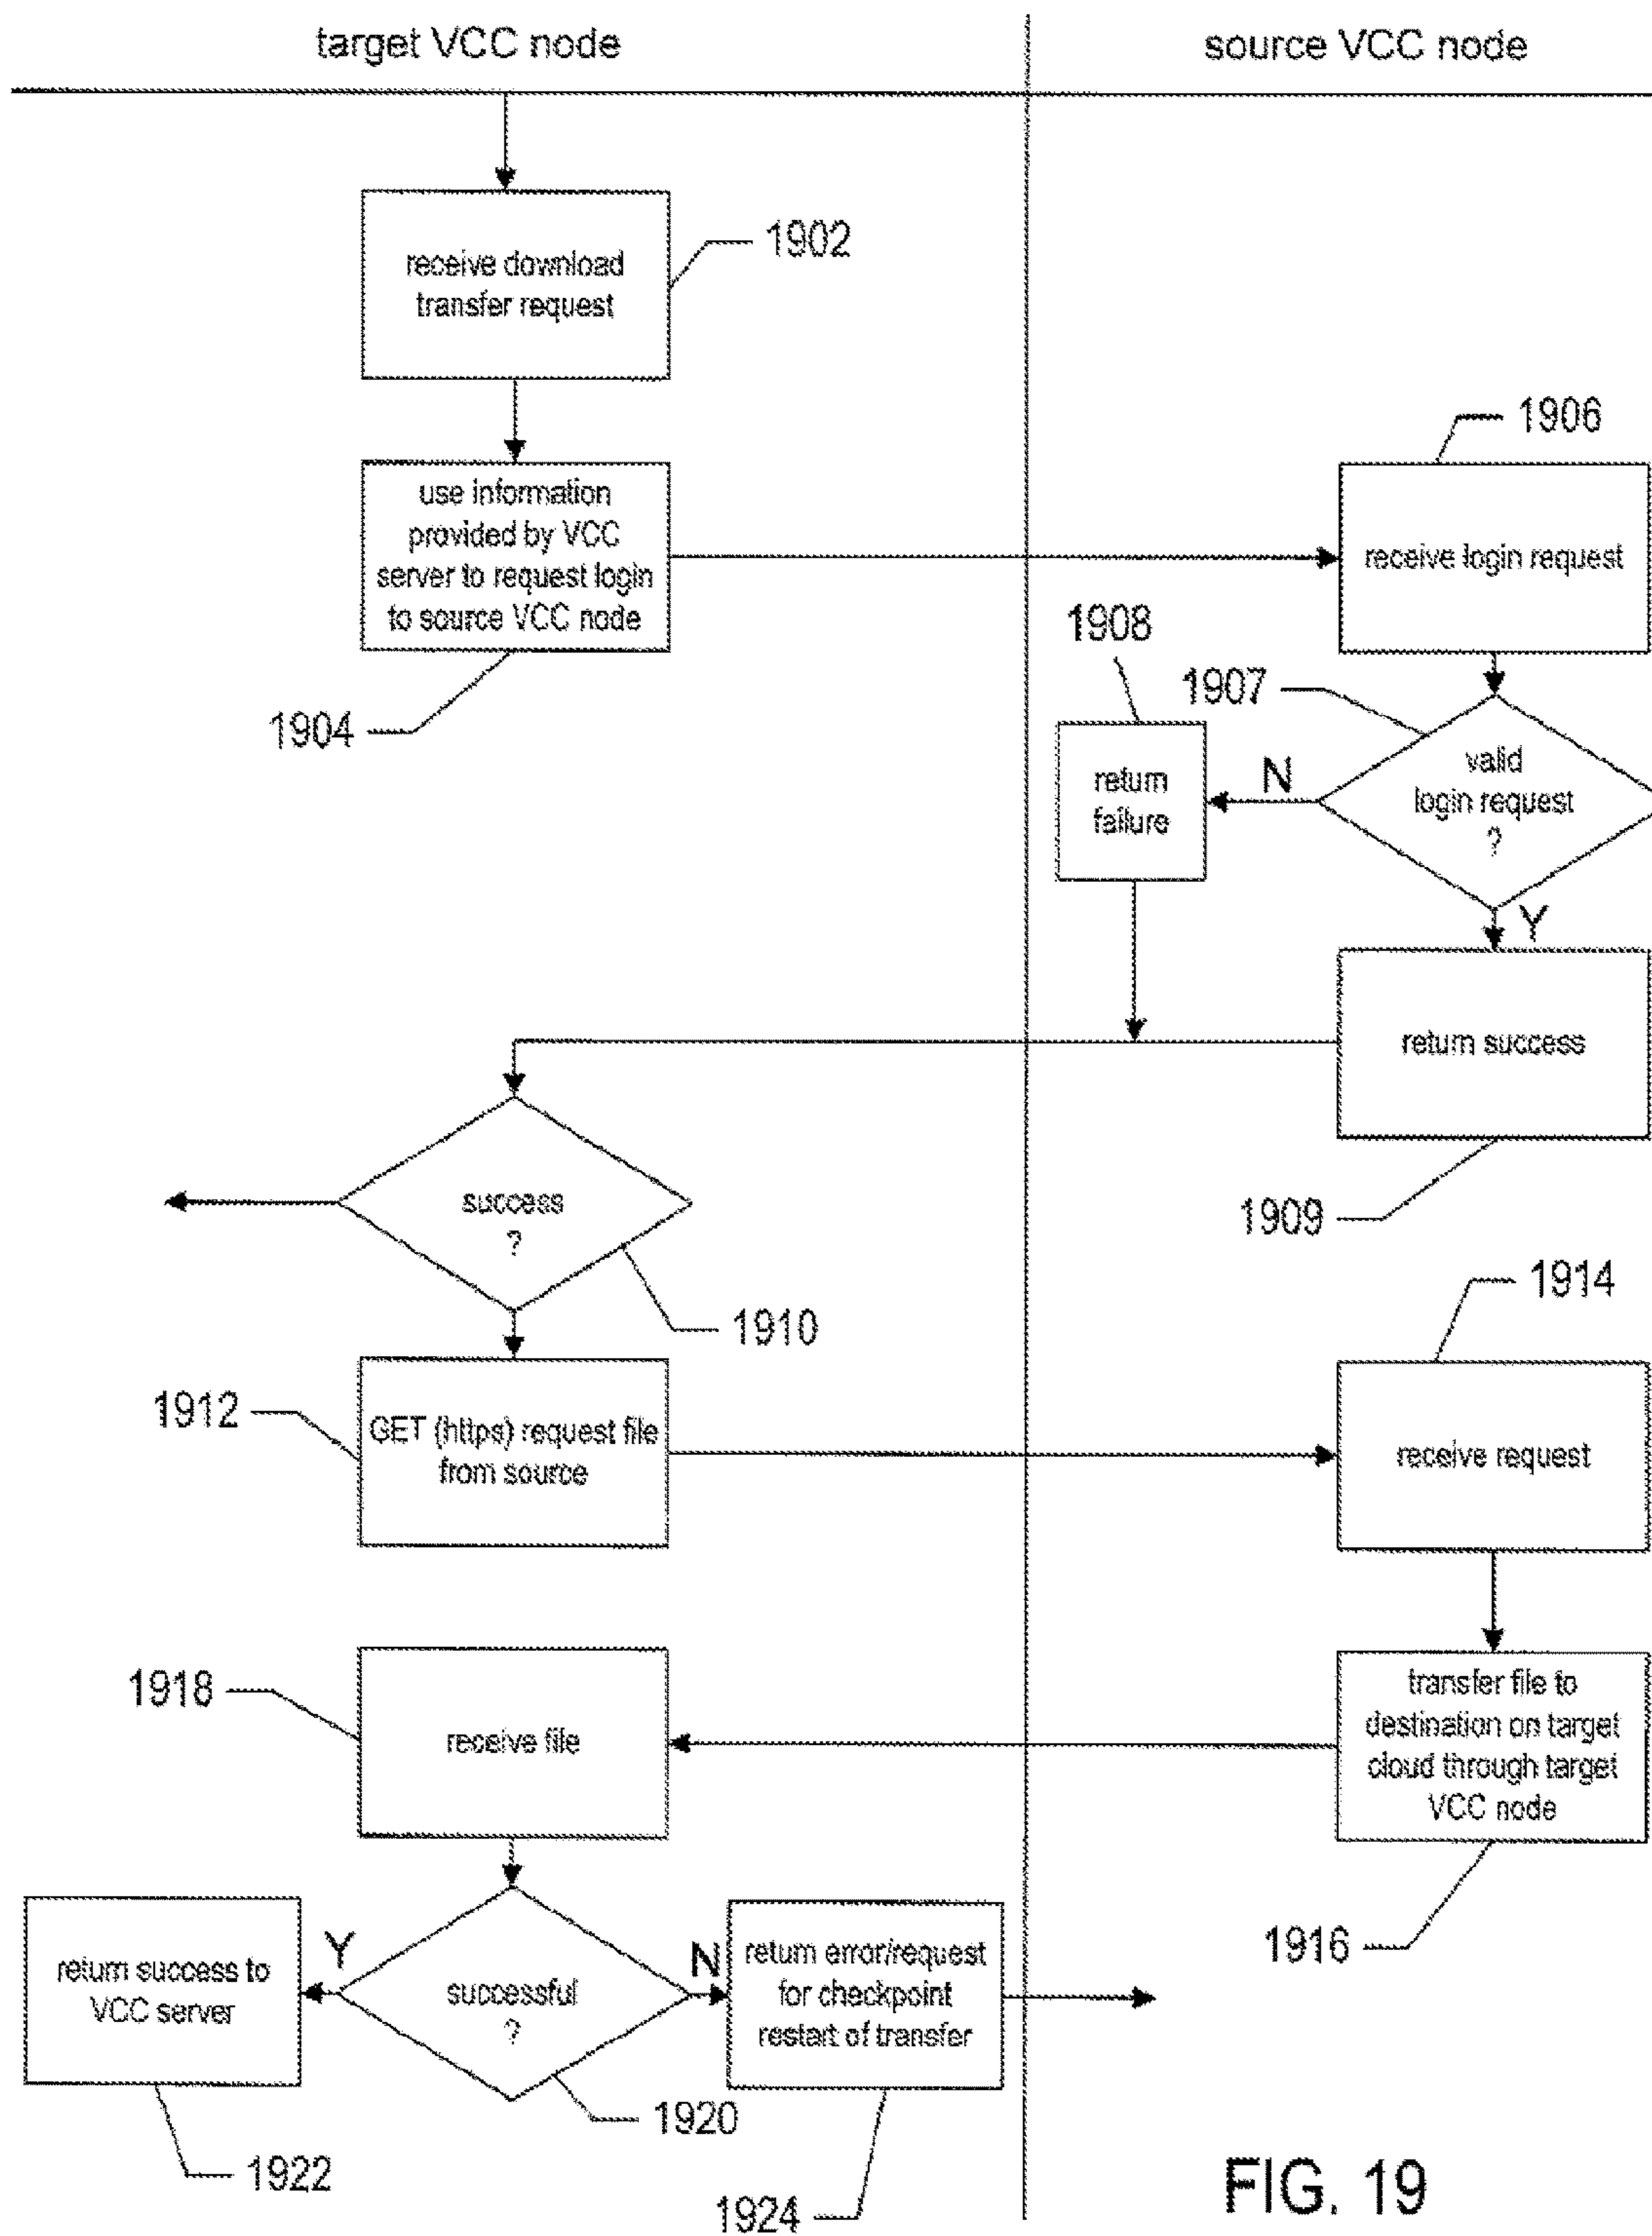 target VCC node
source VCC node
receive download
transfer request
1902
use information
provided by VCC
server to request login
to source VCC node
1904
1906
receive login request
1907
valid
login request
?
N
Y
1908
return
failure
return success
1909
success
?
1910
1912
GET (https) request file
from source
1914
receive request
transfer file to
destination on target
cloud through target
VCC node
1916
1918
receive file
successful
?
Y
N
1920
return success to
VCC server
1922
return error/request
for checkpoint
restart of transfer
1924
FIG. 19